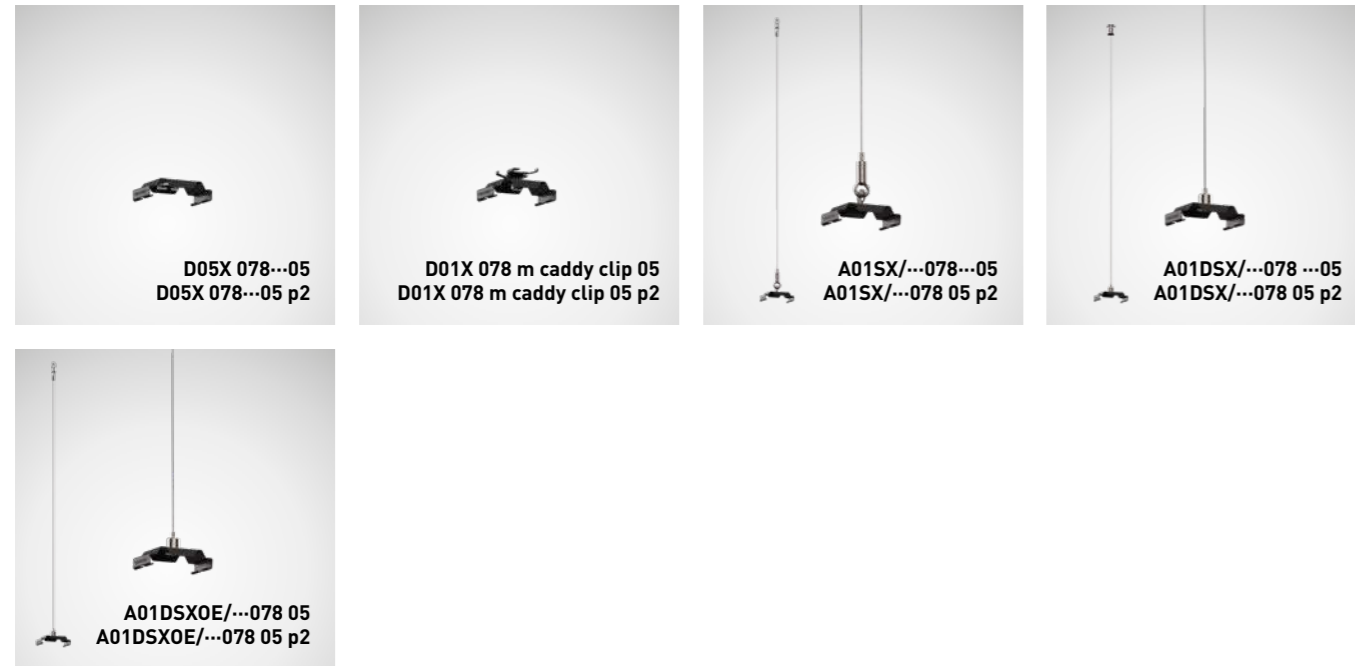 D05X 078···05
D05X 078···05 p2
D01X 078 m caddy clip 05
D01X 078 m caddy clip 05 p2
A01SX/···078···05
A01SX/···078 05 p2
A01DSX/···078 ···05
A01DSX/···078 05 p2
A01DSXOE/···078 05
A01DSXOE/···078 05 p2